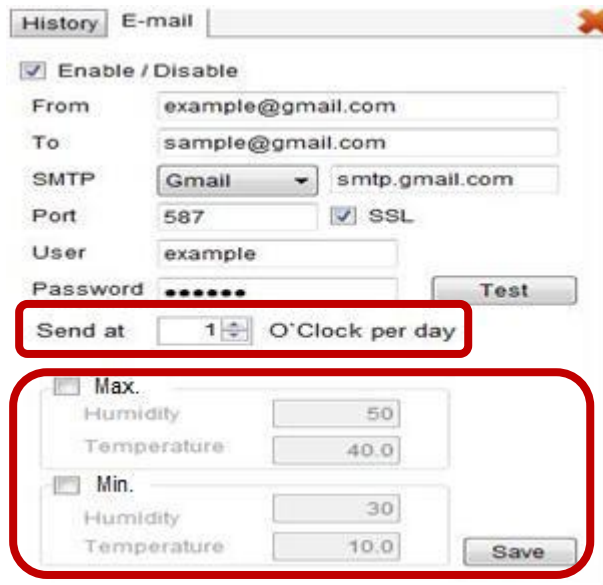 History E-mail
Enable / Disable
From example@gmail.com
To sample@gmail.com
SMTP Gmail smtp.gmail.com
Port 587 SSL
User example
Password ●●●●●● Test
Send at 1 O`Clock per day
Max.
Humidity 50
Temperature 40.0
Min.
Humidity 30
Temperature 10.0
Save